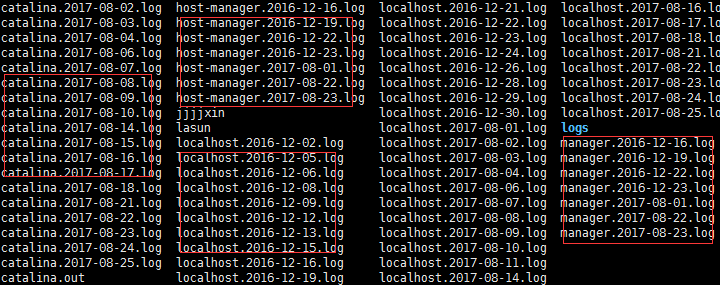 catalina.2017-08-02.log host-manager.2016-12-16.log localhost.2016-12-21.log localhost.2017-08-16.log
catalina.2017-08-03.log host-manager.2016-12-19.log localhost.2016-12-22.log localhost.2017-08-17.log
catalina.2017-08-04.log host-manager.2016-12-22.log localhost.2016-12-23.log localhost.2017-08-18.log
catalina.2017-08-06.log host-manager.2016-12-23.log localhost.2016-12-24.log localhost.2017-08-21.log
catalina.2017-08-07.log host-manager.2017-08-01.log localhost.2016-12-26.log localhost.2017-08-22.log
catalina.2017-08-08.log host-manager.2017-08-22.log localhost.2016-12-28.log localhost.2017-08-23.log
catalina.2017-08-09.log host-manager.2017-08-23.log localhost.2016-12-29.log localhost.2017-08-24.log
catalina.2017-08-10.log jjjjxin localhost.2016-12-30.log localhost.2017-08-25.log
catalina.2017-08-14.log lasun localhost.2017-08-01.log logs
catalina.2017-08-15.log localhost.2016-12-02.log localhost.2017-08-02.log manager.2016-12-16.log
catalina.2017-08-16.log localhost.2016-12-05.log localhost.2017-08-03.log manager.2016-12-19.log
catalina.2017-08-17.log localhost.2016-12-06.log localhost.2017-08-04.log manager.2016-12-22.log
catalina.2017-08-18.log localhost.2016-12-08.log localhost.2017-08-06.log manager.2016-12-23.log
catalina.2017-08-21.log localhost.2016-12-09.log localhost.2017-08-07.log manager.2017-08-01.log
catalina.2017-08-22.log localhost.2016-12-12.log localhost.2017-08-08.log manager.2017-08-22.log
catalina.2017-08-23.log localhost.2016-12-13.log localhost.2017-08-09.log manager.2017-08-23.log
catalina.2017-08-24.log localhost.2016-12-15.log localhost.2017-08-10.log
catalina.2017-08-25.log localhost.2016-12-16.log localhost.2017-08-11.log
catalina.out localhost.2016-12-19.log localhost.2017-08-14.log